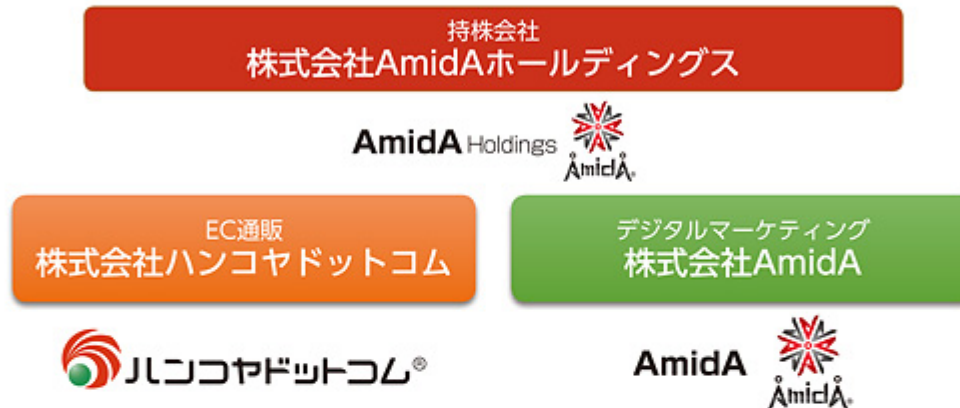 持株会社
株式会社AmidAホールディングス
AmidA Holdings
ÅmidÅ®
EC通販
株式会社ハンコヤドットコム
デジタルマーケティング
株式会社AmidA
ハンコヤドットコム®
AmidA
ÅmidÅ®